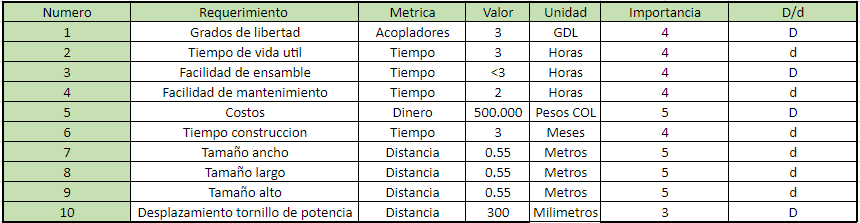 Numero Requerimiento Metrica Valor Unidad Importancia D/d
1 Grados de libertad Acopladores 3 GDL 4 D
2 Tiempo de vida util Tiempo 3 Horas 4 d
3 Facilidad de ensamble Tiempo <3 Horas 4 D
4 Facilidad de mantenimiento Tiempo 2 Horas 4 d
5 Costos Dinero 500.000 Pesos COL 5 D
6 Tiempo construccion Tiempo 3 Meses 4 d
7 Tamaño ancho Distancia 0.55 Metros 5 d
8 Tamaño largo Distancia 0.55 Metros 5 d
9 Tamaño alto Distancia 0.55 Metros 5 d
10 Desplazamiento tornillo de potencia Distancia 300 Milimetros 3 D